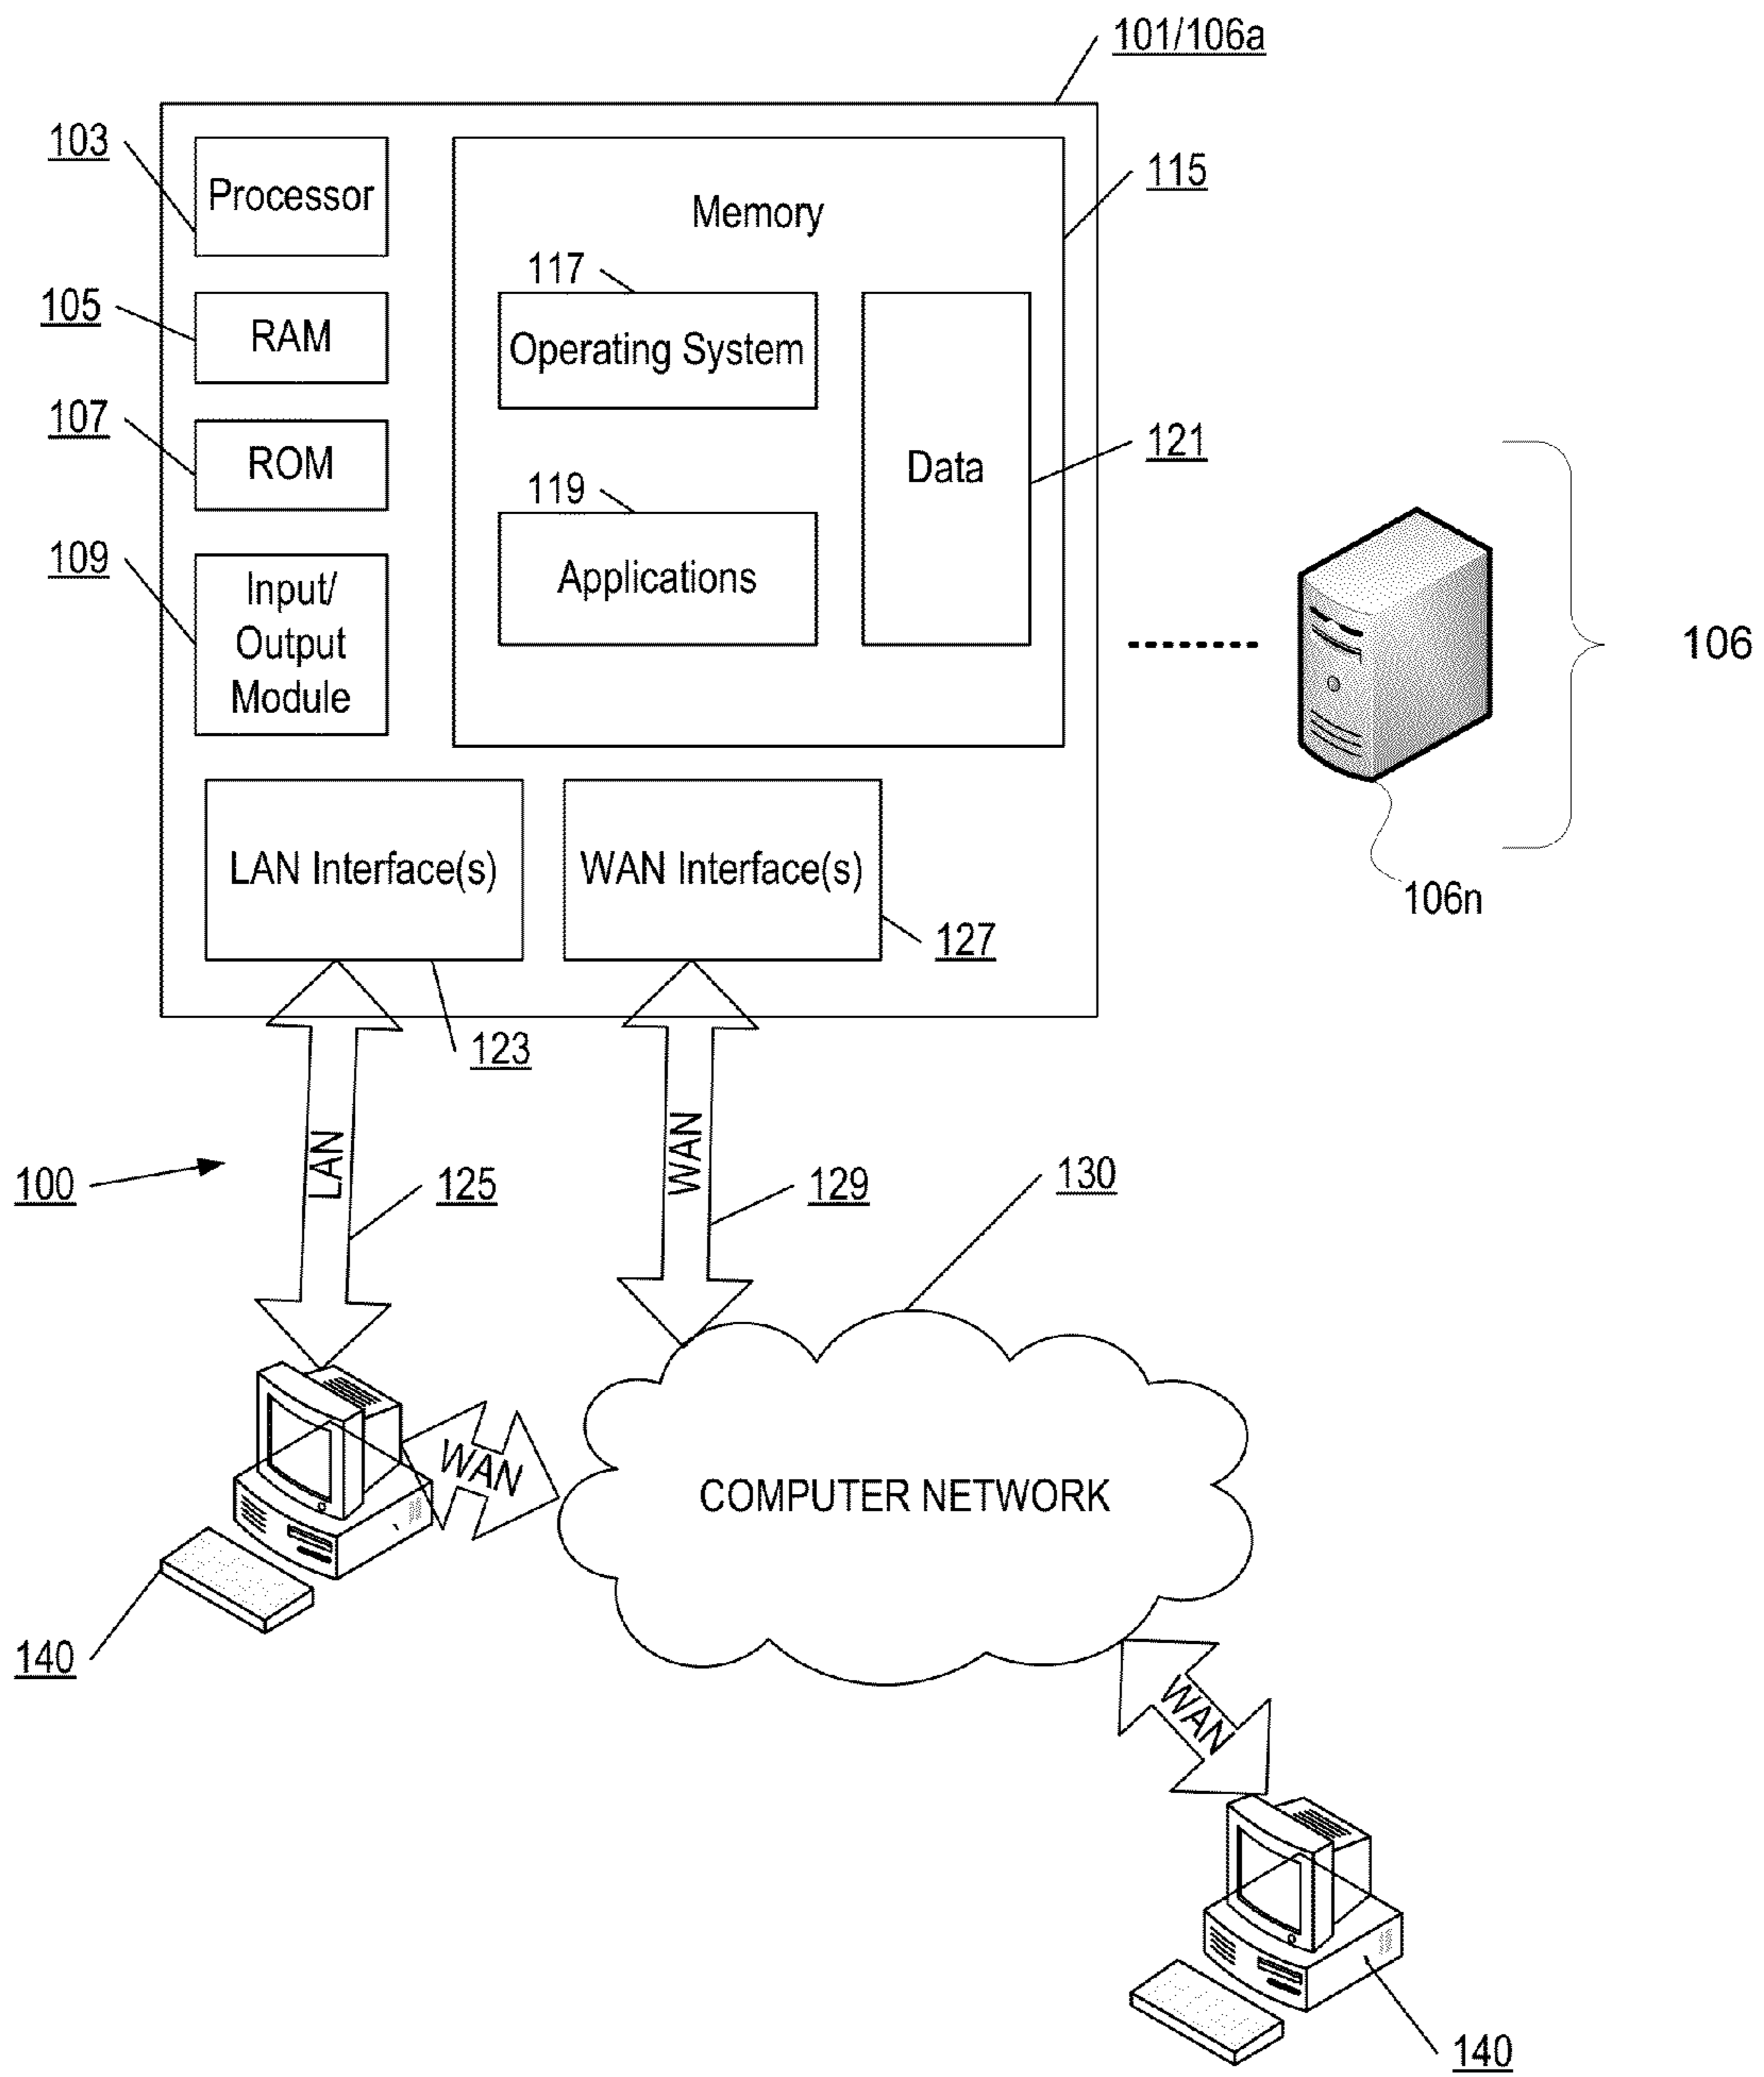 101/106a
103
Processor
Memory
115
117
105
RAM
Operating System
107
ROM
Data
121
119
109
Input/
Output
Module
Applications
106
LAN Interface(s)
WAN Interface(s)
106n
127
123
LAN
WAN
100
125
129
130
WAN
COMPUTER NETWORK
140
WAN
140